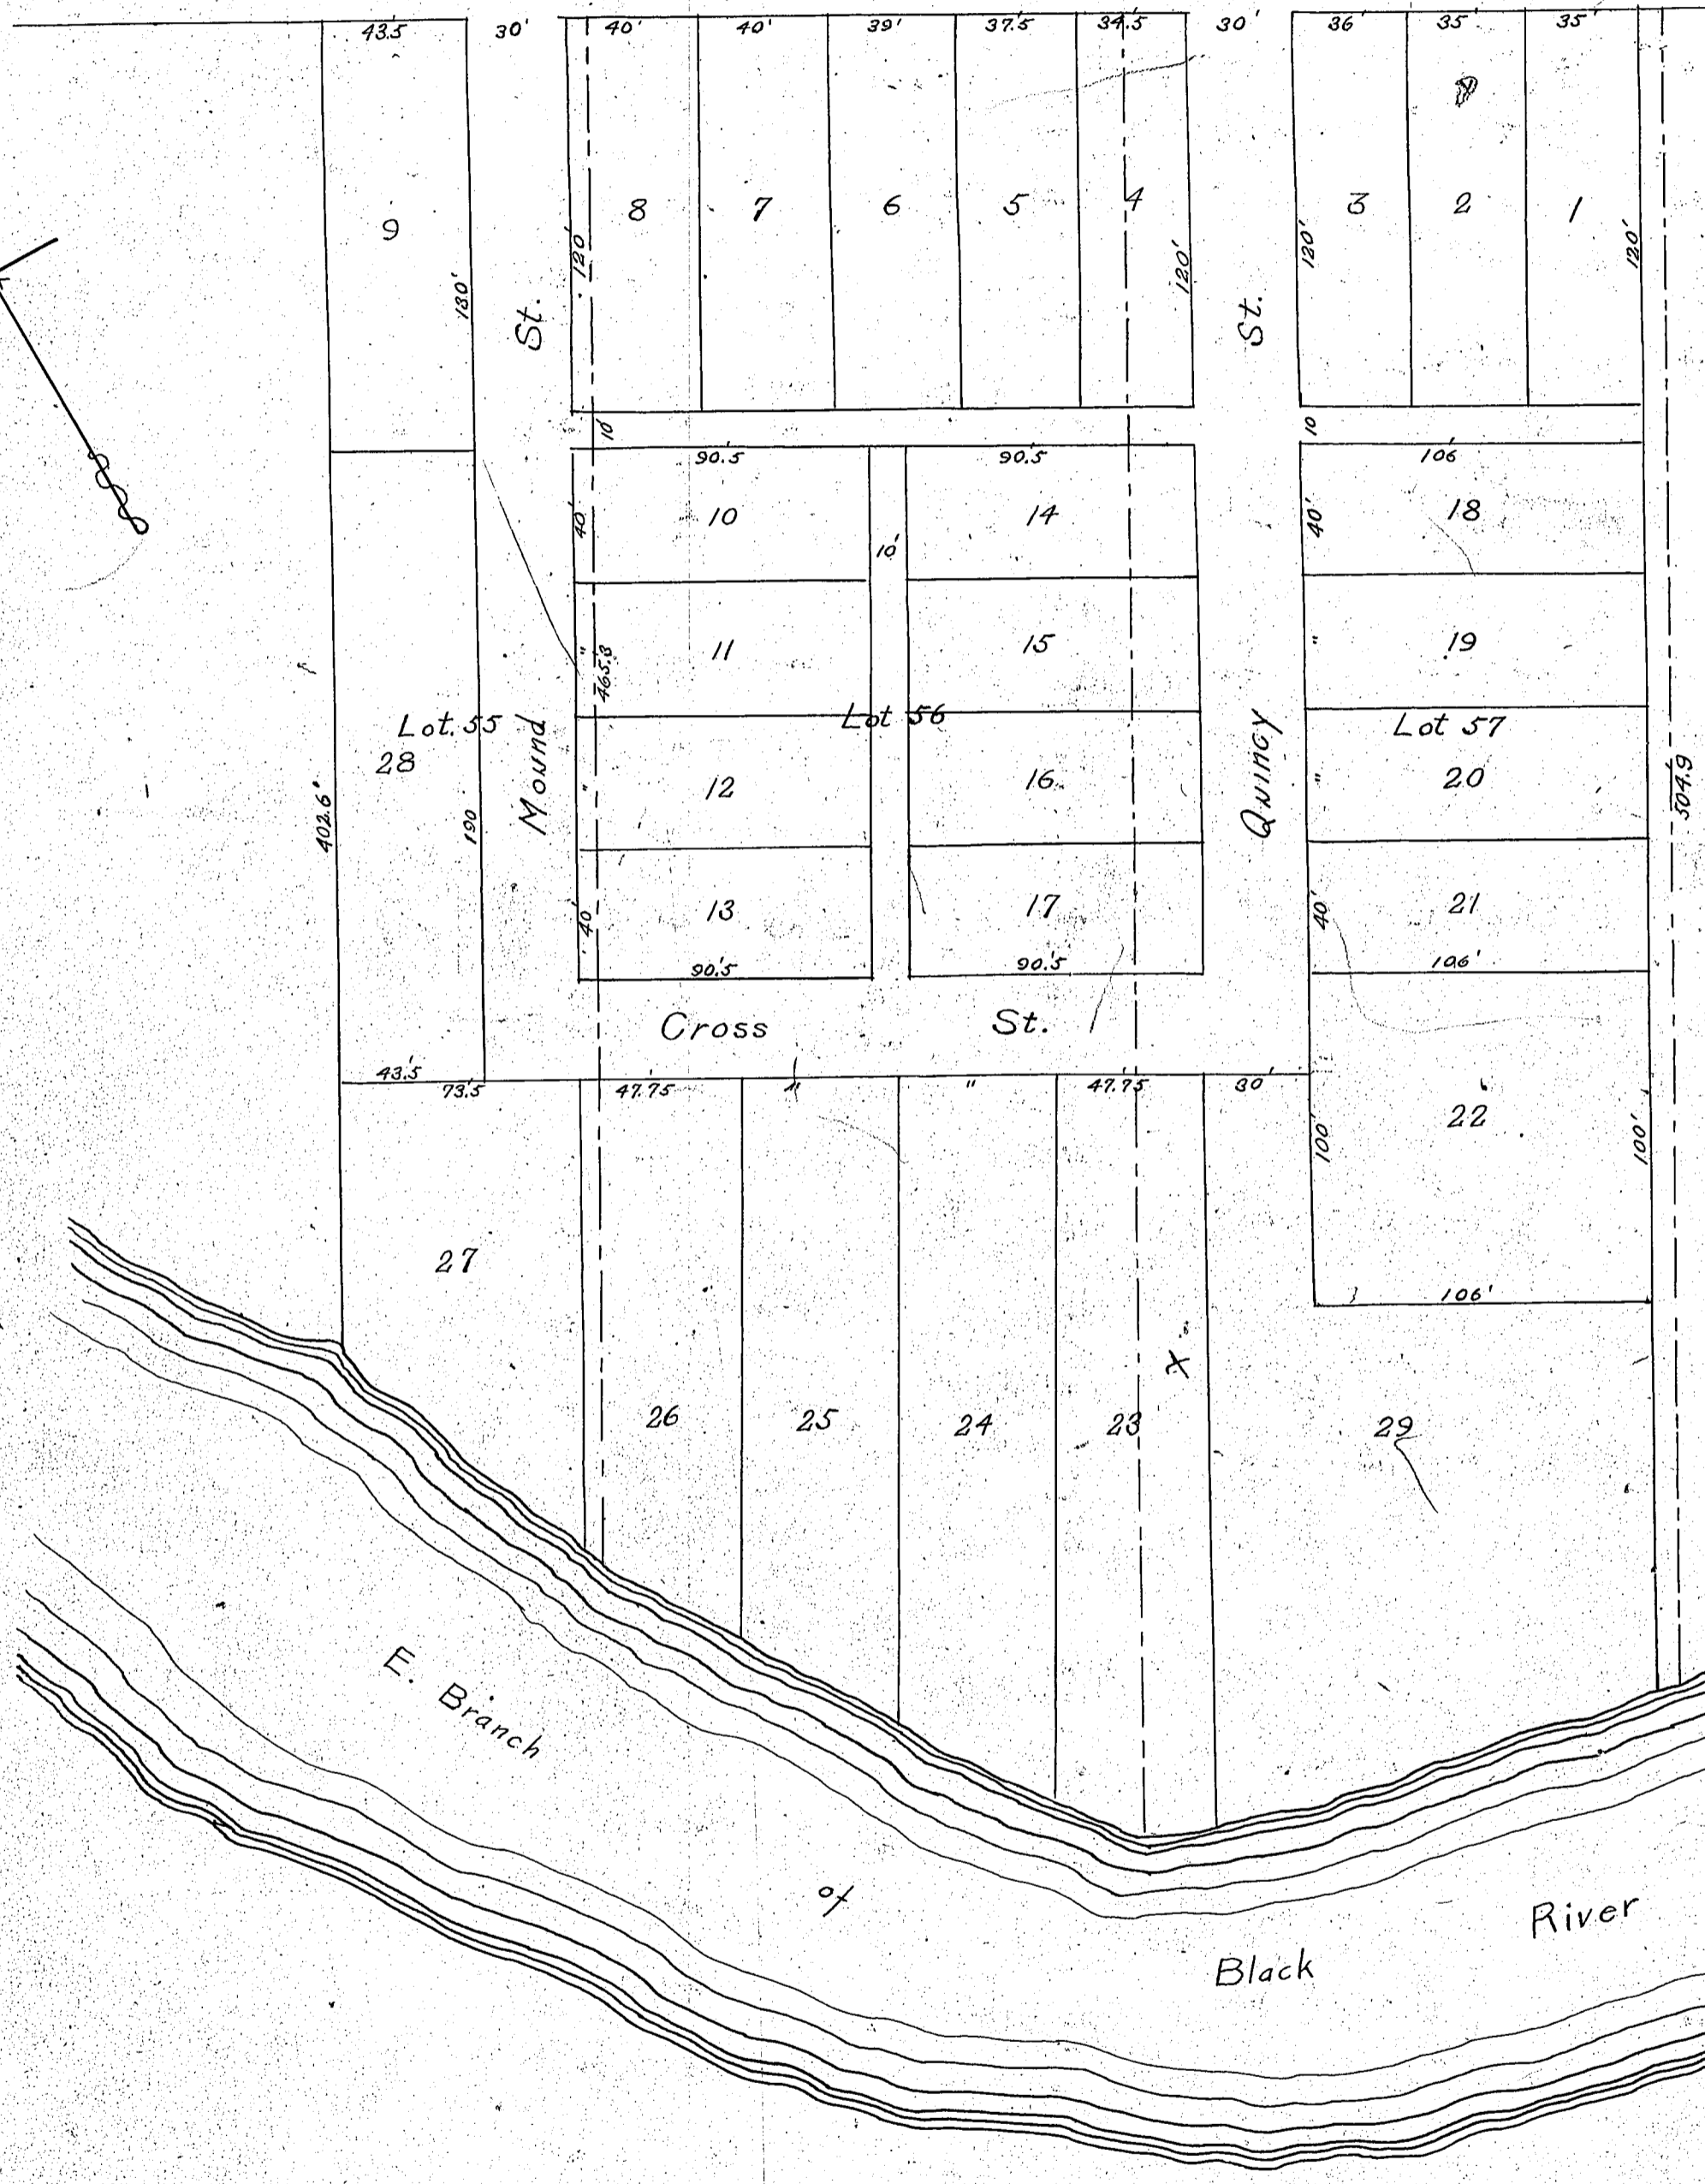 43.5 30' 40' 40' 39' 37.5 34.5 30' 36' 35' 35'
9 8 7 6 5 4 3 2 1
130' 120' 120' 120' 120'
St. St.
10' 10
90.5 90.5 106
40' 10 14 40' 18
10'
" 11 15 " 19
465.3
Lot. 55 Lot 56 Lot 57
28 Mound " 12 16 Quincy " 20
402.6' 190 504.9
40' 13 17 40' 21
90.5 90.5 106'
Cross St.
43.5 73.5 47.75 " " 47.75 30'
100' 22 100'
27 106'
X
26 25 24 23 29
E. Branch
of
River
Black